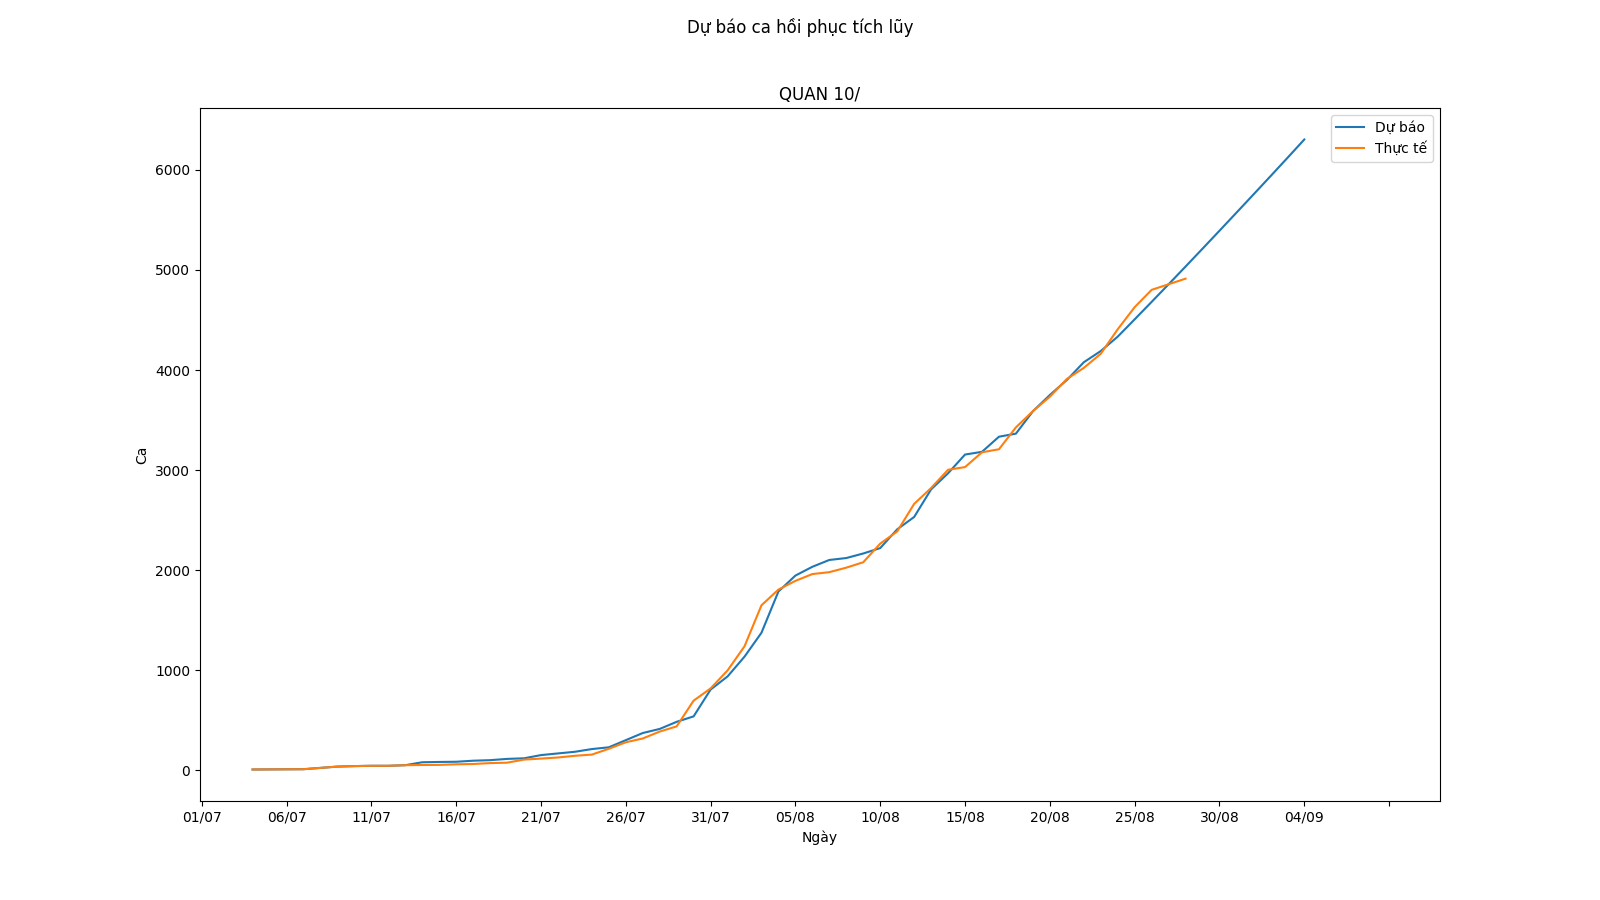 Dự báo ca hồi phục tích lũy
QUAN 10/
Dự báo
Thực tế
6000
5000
4000
3000
2000
1000
0
Ca
01/07 06/07 11/07 16/07 21/07 26/07 31/07 05/08 10/08 15/08 20/08 25/08 30/08 04/09
Ngày